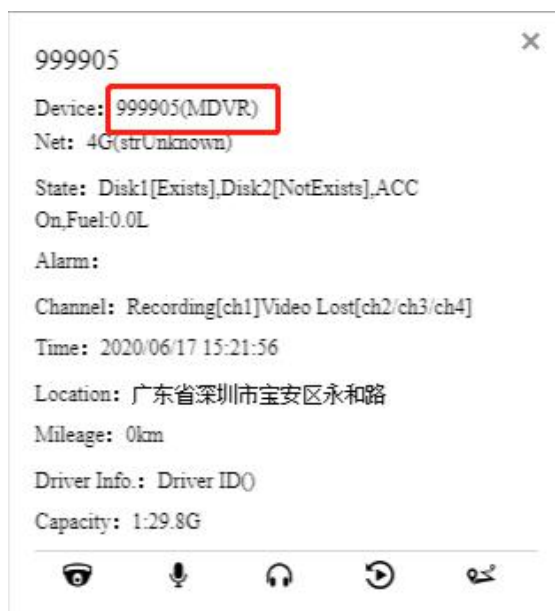 999905
Device: 999905(MDVR)
Net: 4G(strUnknown)
State: Disk1[Exists],Disk2[NotExists],ACC
On,Fuel:0.0L
Alarm:
Channel: Recording[ch1]Video Lost[ch2/ch3/ch4]
Time: 2020/06/17 15:21:56
Location: 广东省深圳市宝安区永和路
Mileage: 0km
Driver Info.: Driver ID()
Capacity: 1:29.8G